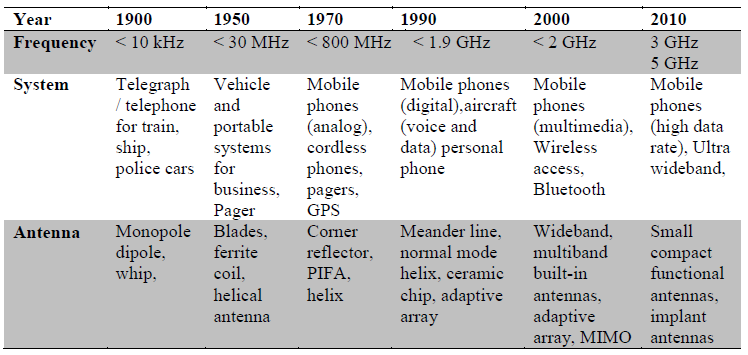 Year 1900 1950 1970 1990 2000 2010
Frequency < 10 kHz < 30 MHz < 800 MHz < 1.9 GHz < 2 GHz 3 GHz
5 GHz
System Telegraph Vehicle Mobile Mobile phones Mobile Mobile
/ telephone and phones (digital),aircraft phones phones
for train, portable (analog), (voice and (multimedia), (high data
ship, systems cordless data) personal Wireless rate), Ultra
police cars for phones, phone access, wideband,
business, pagers, Bluetooth
Pager GPS
Antenna Monopole Blades, Corner Meander line, Wideband, Small
dipole, ferrite reflector, normal mode multiband compact
whip, coil, PIFA, helix, ceramic built-in functional
helical helix chip, adaptive antennas, antennas,
antenna array adaptive implant
array, MIMO antennas